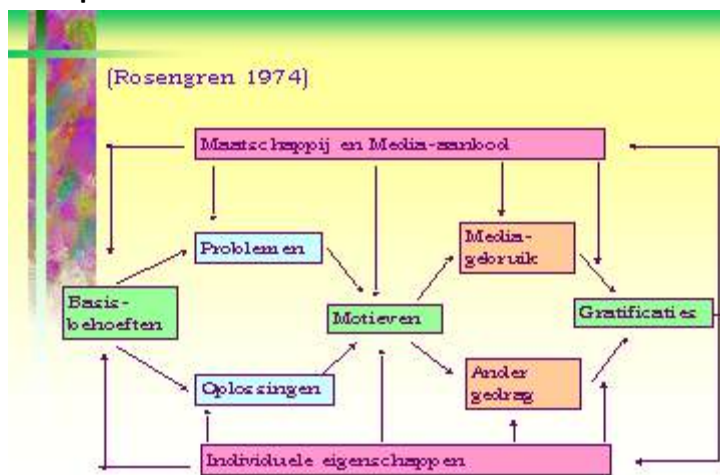 (Rosengren 1974)
Maatschappij en Media-aanbod
Problemen
Media-
gebruik
Basis-
behoeften
Motieven
Gratificaties
Oplossingen
Ander
gedrag
Individuele eigenschappen